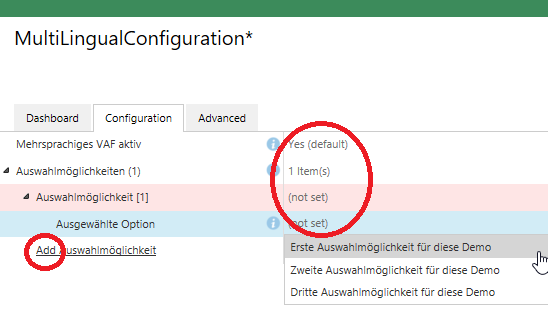 MultiLingualConfiguration*
Dashboard Configuration Advanced
Mehrsprachiges VAF aktiv i Yes (default)
Auswahlmöglichkeiten (1) i 1 Item(s)
Auswahlmöglichkeit [1] (not set)
Ausgewählte Option i (not set)
Add Auswahlmöglichkeit
Erste Auswahlmöglichkeit für diese Demo
Zweite Auswahlmöglichkeit für diese Demo
Dritte Auswahlmöglichkeit für diese Demo